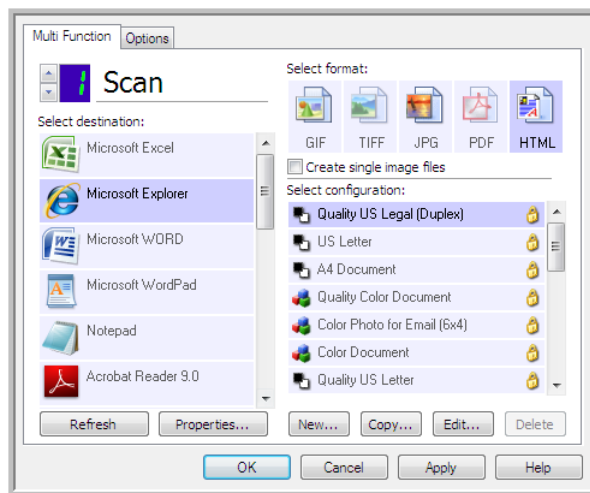 Multi Function
Options
1 Scan
Select destination:
Microsoft Excel
Microsoft Explorer
Microsoft WORD
Microsoft WordPad
Notepad
Acrobat Reader 9.0
Refresh
Properties...
Select format:
GIF
TIFF
JPG
PDF
HTML
Create single image files
Select configuration:
Quality US Legal (Duplex)
US Letter
A4 Document
Quality Color Document
Color Photo for Email (6x4)
Color Document
Quality US Letter
New...
Copy...
Edit...
Delete
OK
Cancel
Apply
Help